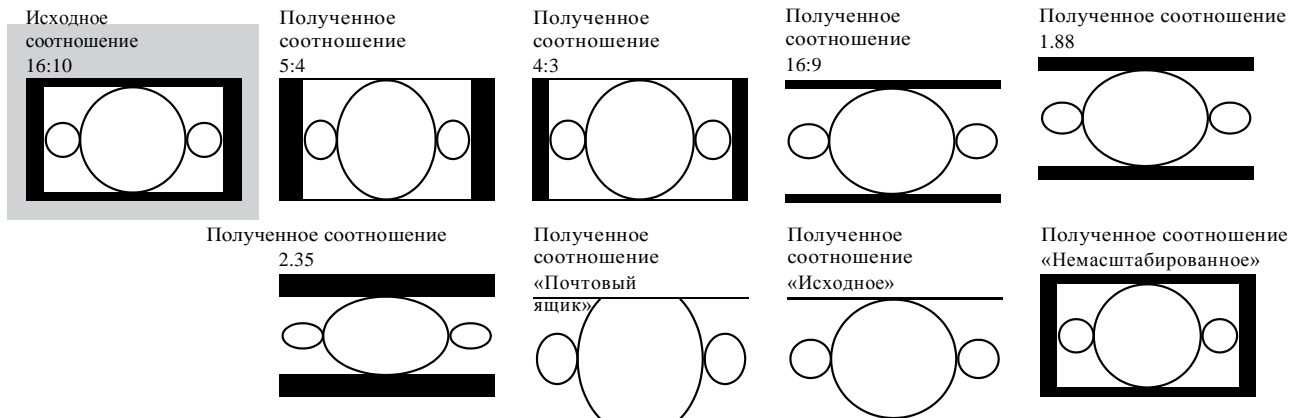 Исходное
соотношение
16:10
Полученное
соотношение
5:4
Полученное
соотношение
4:3
Полученное
соотношение
16:9
Полученное соотношение
1.88
Полученное соотношение
2.35
Полученное
соотношение
«Почтовый
ящик»
Полученное
соотношение
«Исходное»
Полученное соотношение
«Немасштабированное»